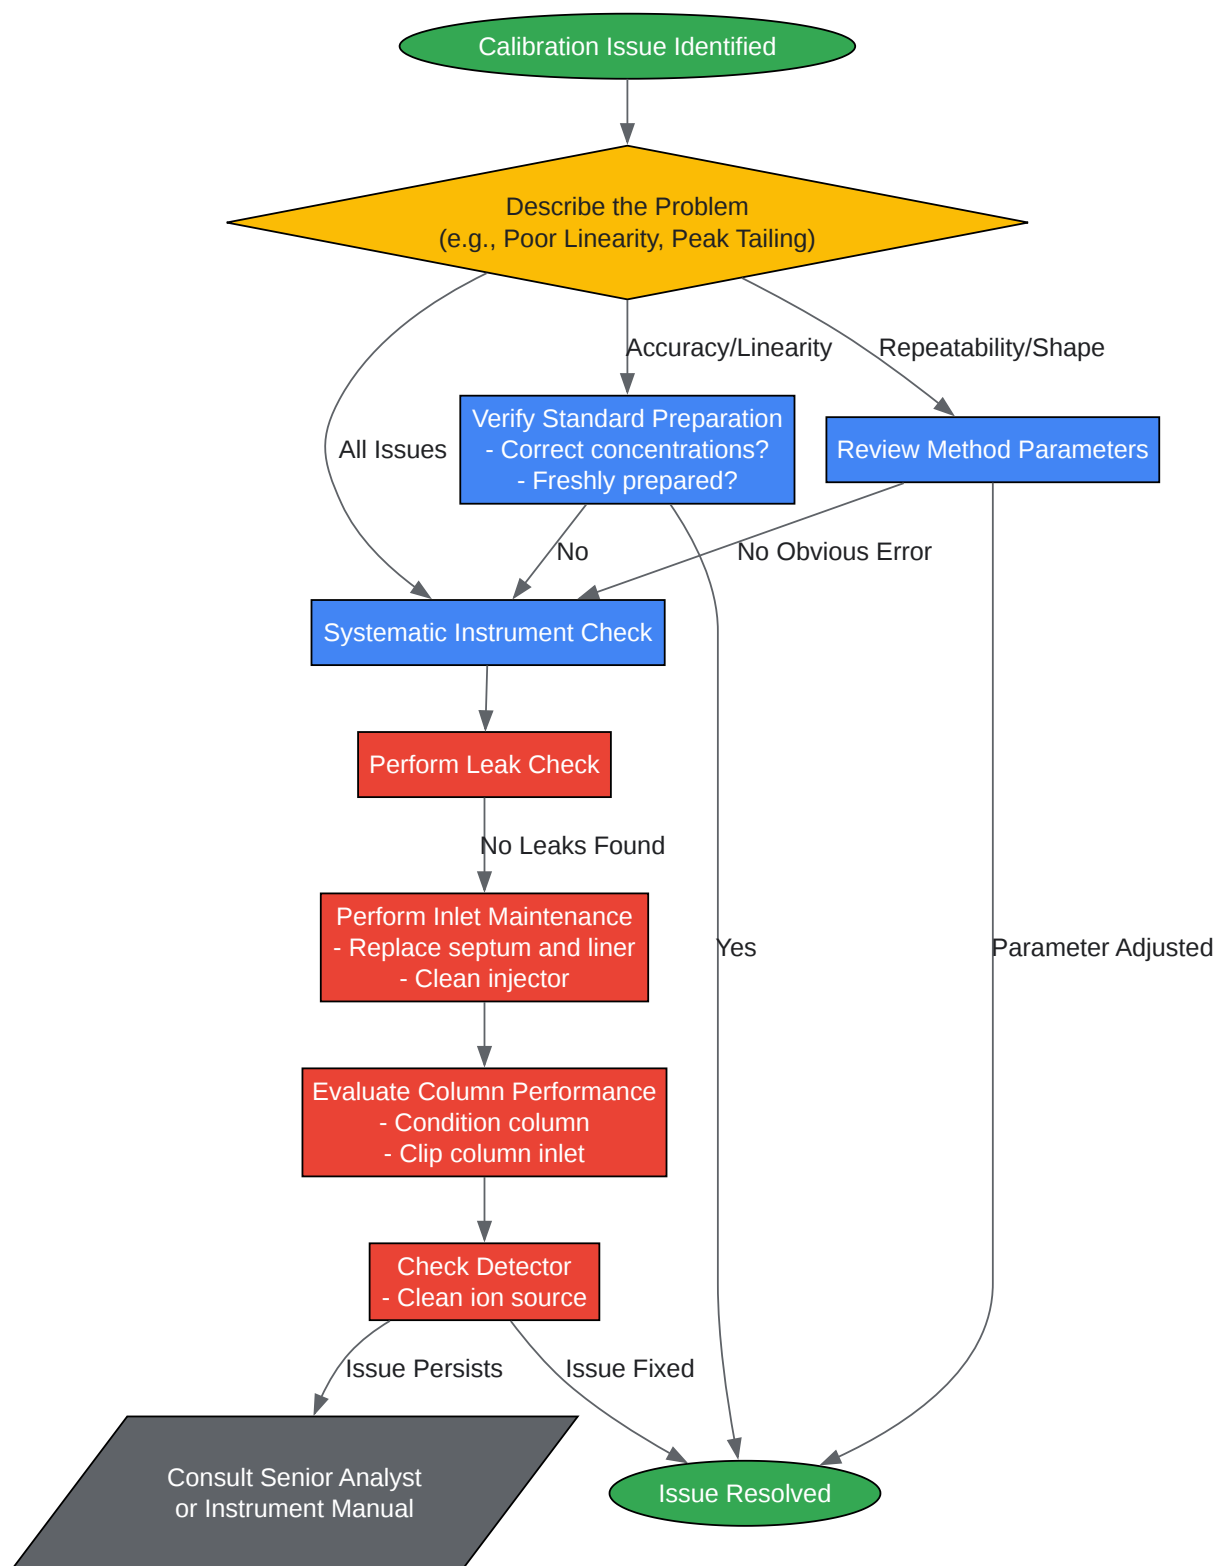 Calibration Issue Identified
Describe the Problem
(e.g., Poor Linearity, Peak Tailing)
Accuracy/Linearity
Repeatability/Shape
All Issues
Verify Standard Preparation
- Correct concentrations?
- Freshly prepared?
Review Method Parameters
No
No Obvious Error
Systematic Instrument Check
Perform Leak Check
No Leaks Found
Perform Inlet Maintenance
- Replace septum and liner
- Clean injector
Yes
Parameter Adjusted
Evaluate Column Performance
- Condition column
- Clip column inlet
Check Detector
- Clean ion source
Issue Persists
Issue Fixed
Consult Senior Analyst
or Instrument Manual
Issue Resolved